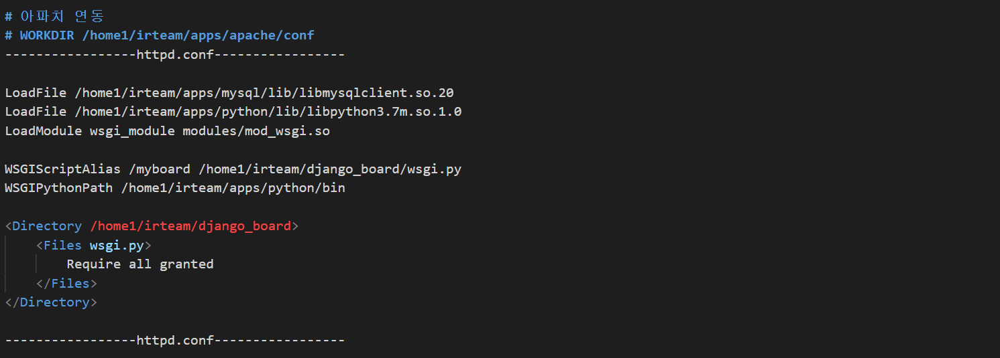 # 아파치 연동
# WORKDIR /home1/irteam/apps/apache/conf
-----------------httpd.conf-----------------
LoadFile /home1/irteam/apps/mysql/lib/libmysqlclient.so.20
LoadFile /home1/irteam/apps/python/lib/libpython3.7m.so.1.0
LoadModule wsgi_module modules/mod_wsgi.so
WSGIScriptAlias /myboard /home1/irteam/django_board/wsgi.py
WSGIPythonPath /home1/irteam/apps/python/bin
<Directory /home1/irteam/django_board>
    <Files wsgi.py>
        Require all granted
    </Files>
</Directory>
-----------------httpd.conf-----------------